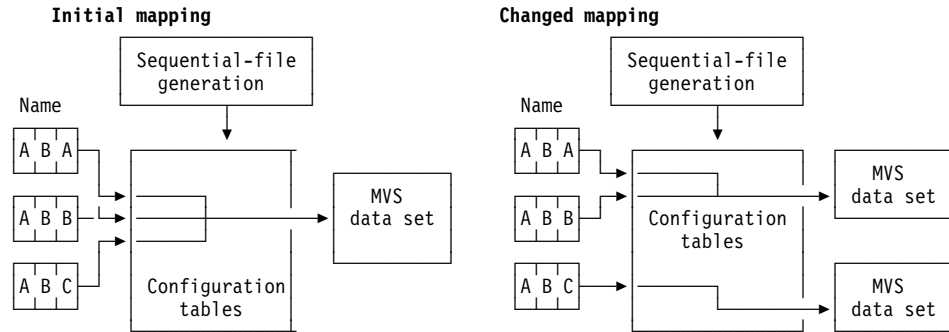 Initial mapping
Sequential-file
generation
Name
A B A
A B B
A B C
MVS
data set
Configuration
tables
Changed mapping
Sequential-file
generation
Name
A B A
A B B
A B C
Configuration
tables
MVS
data set
MVS
data set